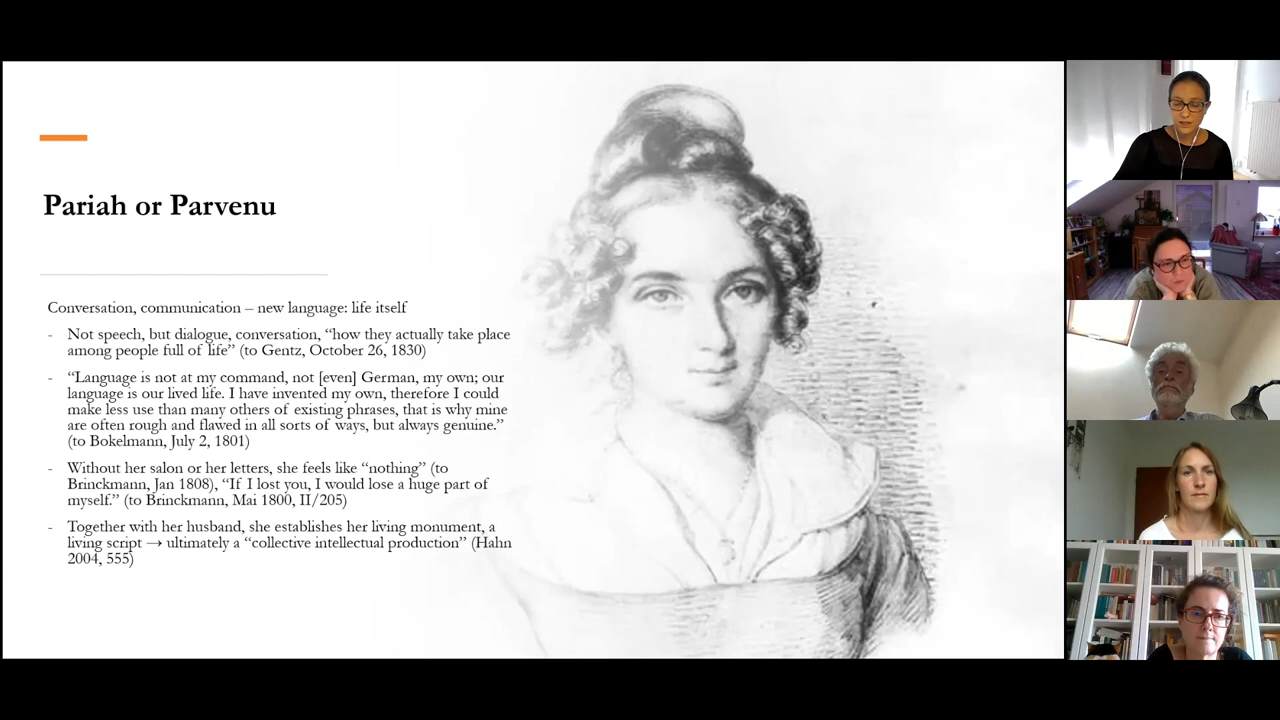 Pariah or Parvenu
Conversation, communication – new language: life itself
- Not speech, but dialogue, conversation, “how they actually take place
among people full of life” (to Gentz, October 26, 1830)
- “Language is not at my command, not [even] German, my own; our
language is our lived life. I have invented my own, therefore I could
make less use than many others of existing phrases, that is why mine
are often rough and flawed in all sorts of ways, but always genuine.”
(to Bokelmann, July 2, 1801)
- Without her salon or her letters, she feels like “nothing” (to
Brinckmann, Jan 1808), “If I lost you, I would lose a huge part of
myself.” (to Brinckmann, Mai 1800, II/205)
- Together with her husband, she establishes her living monument, a
living script → ultimately a “collective intellectual production” (Hahn
2004, 555)